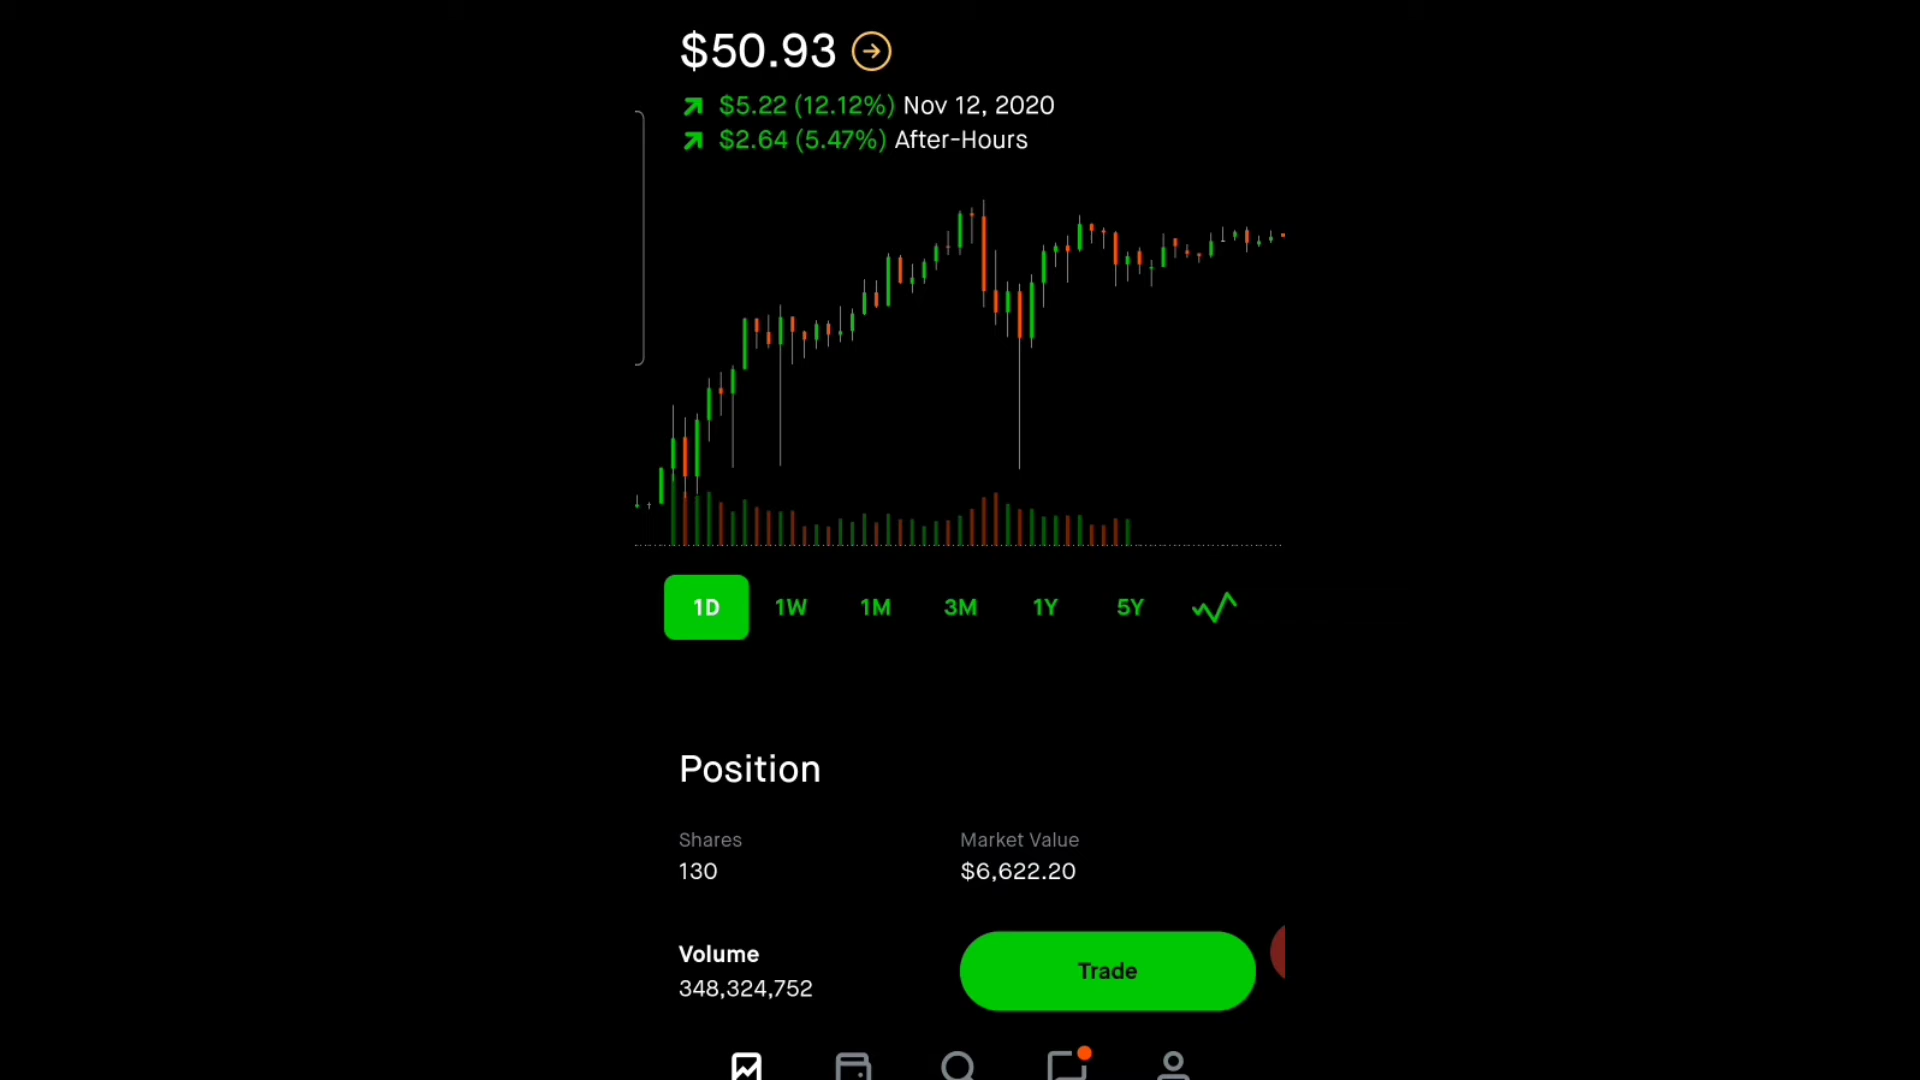 $50.93
$5.22 (12.12%) Nov 12, 2020
$2.64 (5.47%) After-Hours
1D 1W 1M 3M 1Y 5Y
Position
Shares Market Value
130 $6,622.20
Volume
348,324,752
Trade